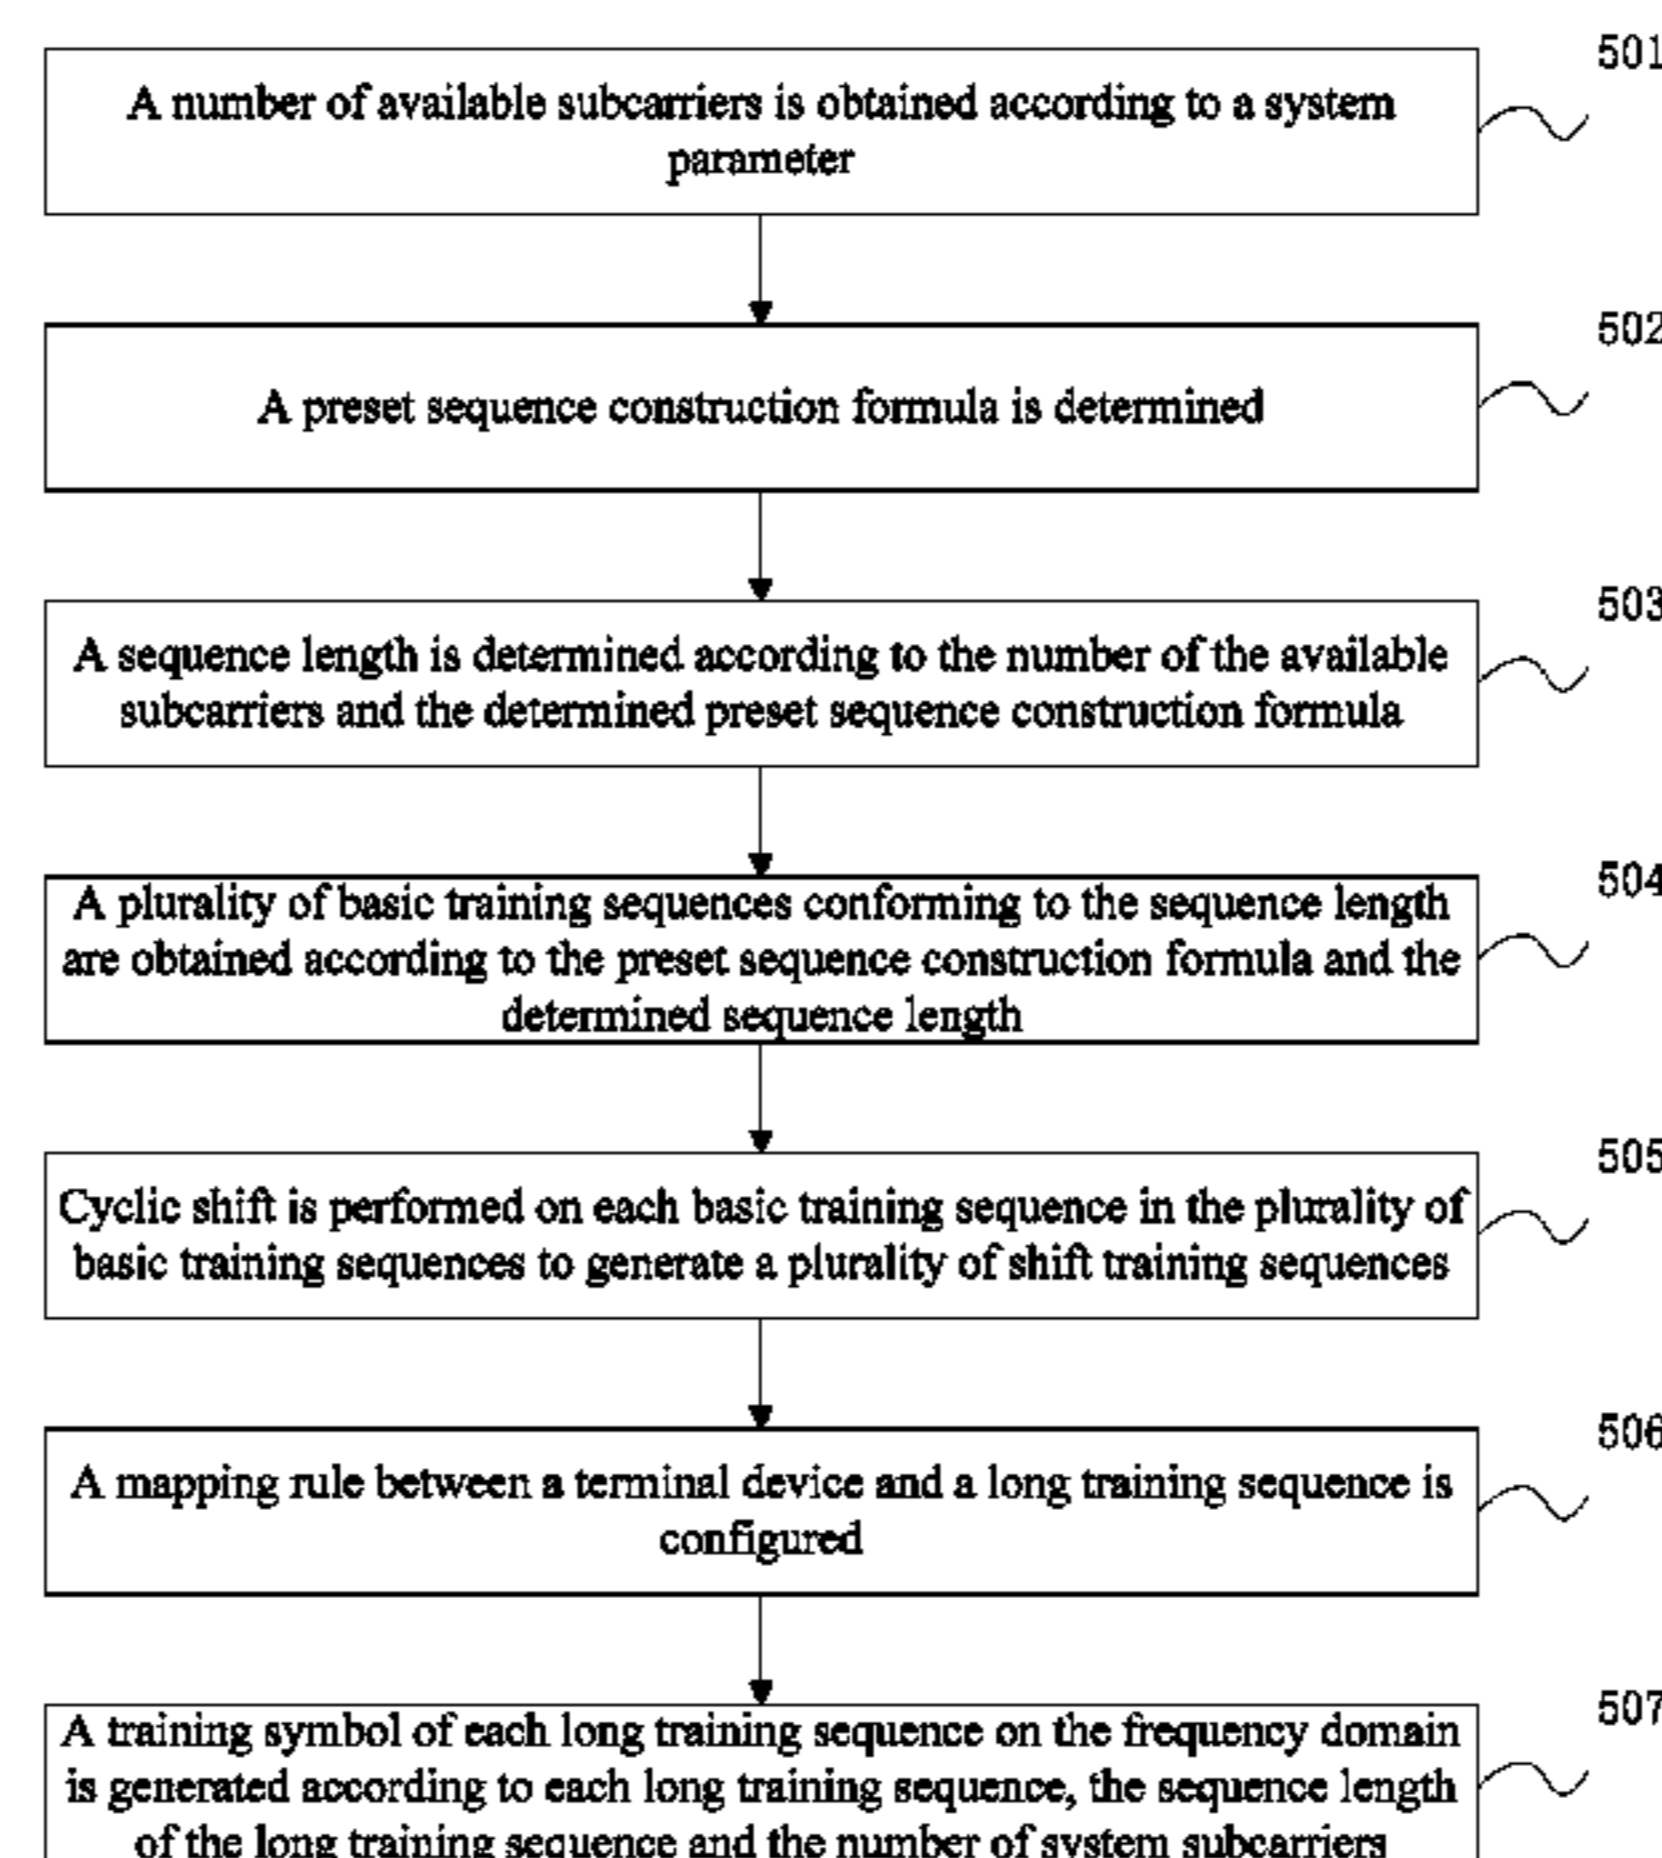 501
A number of available subcarriers is obtained according to a system
parameter
502
A preset sequence construction formula is determined
503
A sequence length is determined according to the number of the available
subcarriers and the determined preset sequence construction formula
504
A plurality of basic training sequences conforming to the sequence length
are obtained according to the preset sequence construction formula and the
determined sequence length
505
Cyclic shift is performed on each basic training sequence in the plurality of
basic training sequences to generate a plurality of shift training sequences
506
A mapping rule between a terminal device and a long training sequence is
configured
507
A training symbol of each long training sequence on the frequency domain
is generated according to each long training sequence, the sequence length
of the long training sequence and the number of system subcarriers